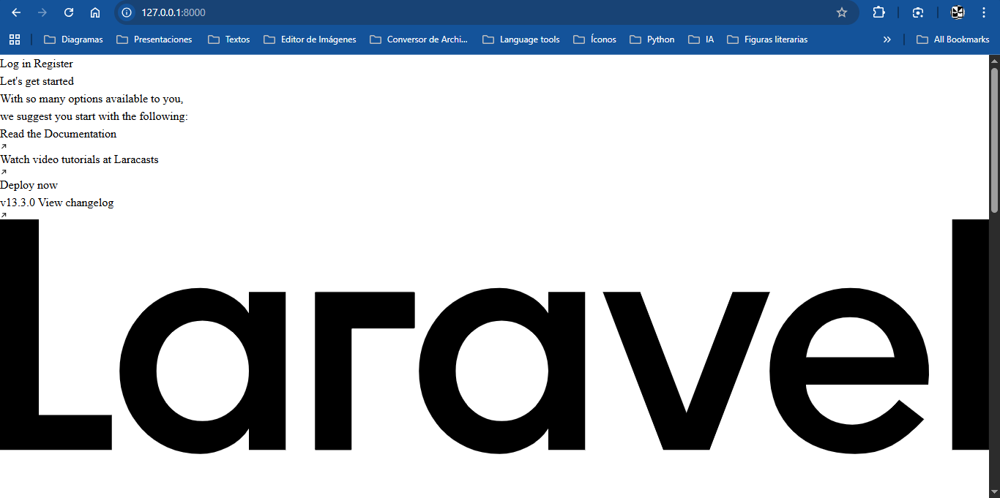 127.0.0.1:8000
Diagramas Presentaciones Textos Editor de Imágenes Conversor de Archi... Language tools Íconos Python IA Figuras literarias » All Bookmarks
Log in Register
Let's get started
With so many options available to you,
we suggest you start with the following:
Read the Documentation
Watch video tutorials at Laracasts
Deploy now
v13.3.0 View changelog
Laravel